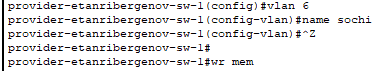 provider-etanribergenov-sw-1(config)#vlan 6
provider-etanribergenov-sw-1(config-vlan)#name sochi
provider-etanribergenov-sw-1(config-vlan)#^Z
provider-etanribergenov-sw-1#
provider-etanribergenov-sw-1#wr mem